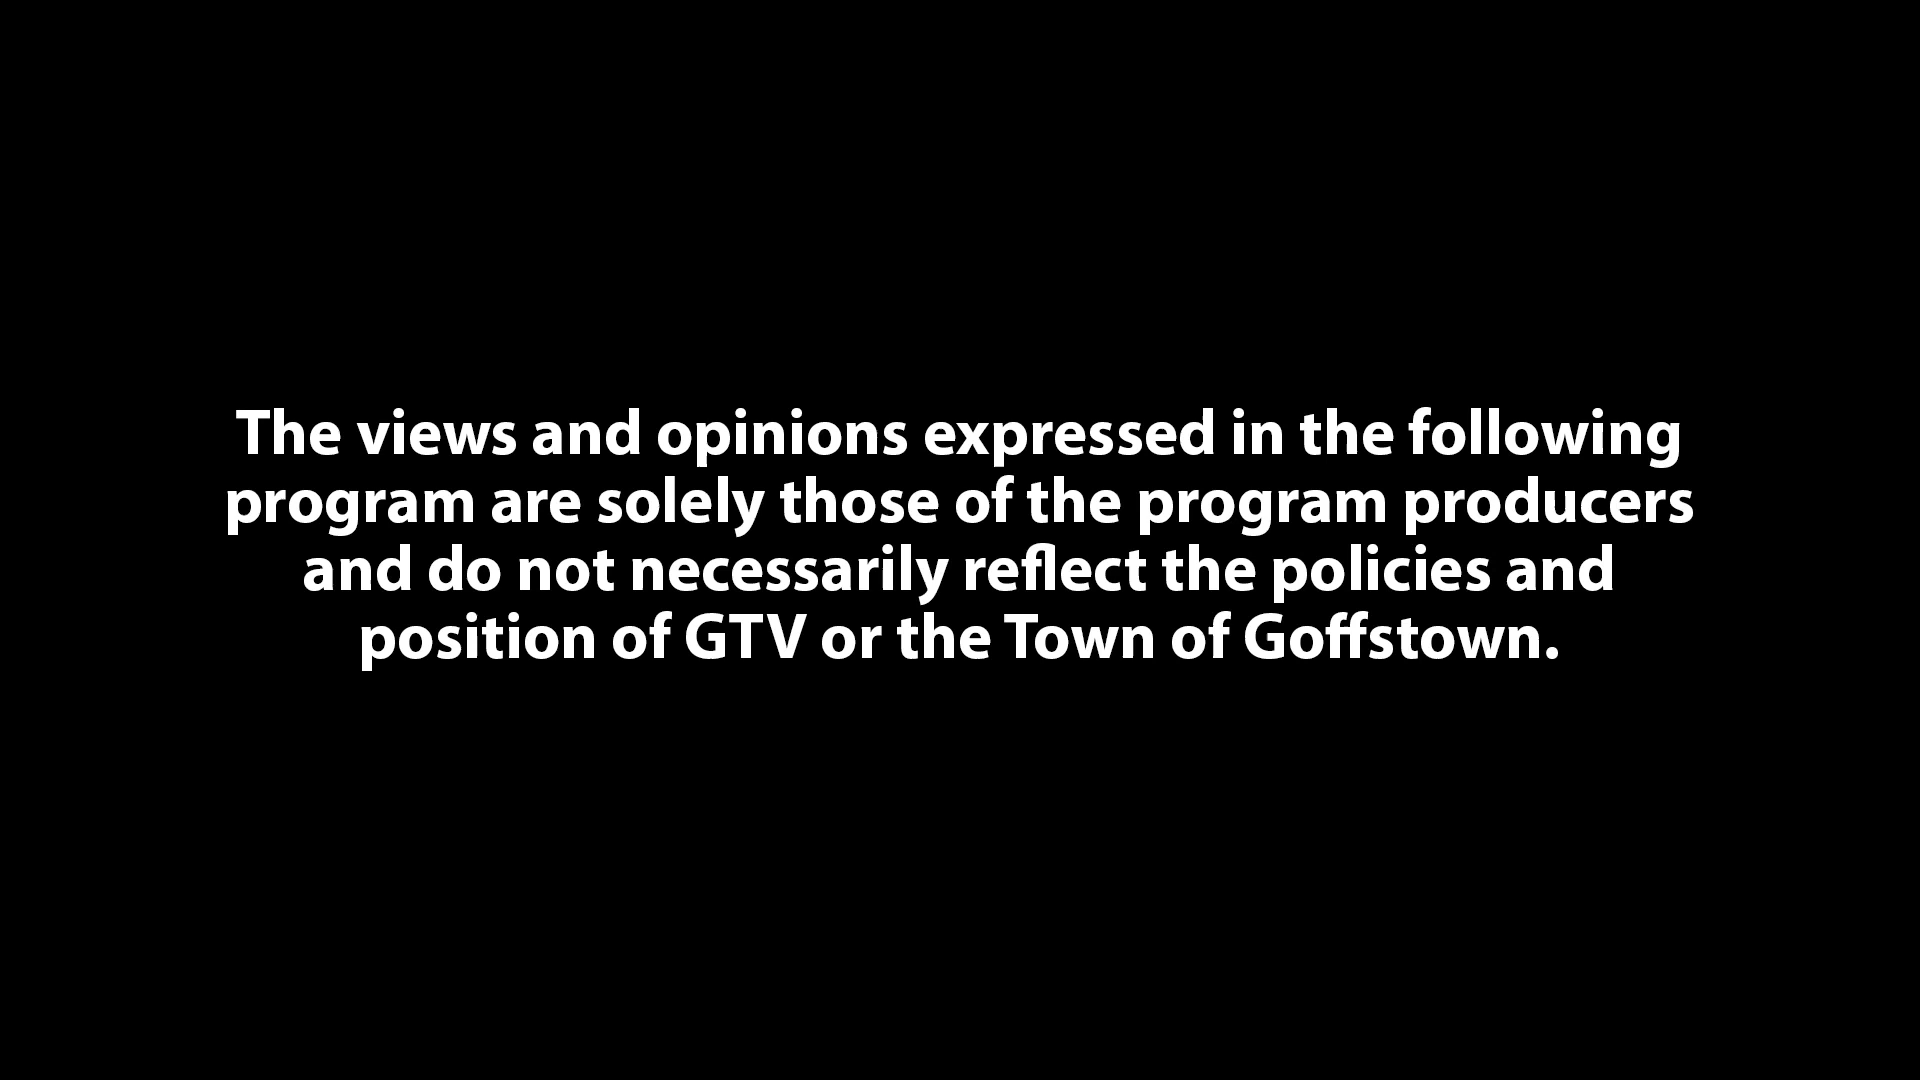 The views and opinions expressed in the following
program are solely those of the program producers
and do not necessarily reflect the policies and
position of GTV or the Town of Goffstown.